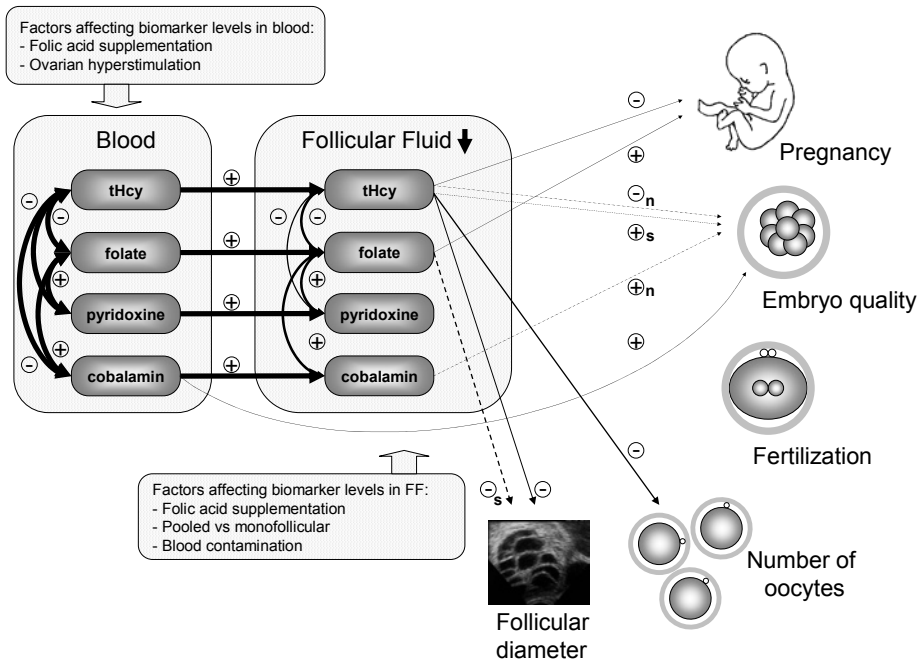 Factors affecting biomarker levels in blood:
- Folic acid supplementation
- Ovarian hyperstimulation
Blood
Follicular Fluid
tHcy
folate
pyridoxine
cobalamin
tHcy
folate
pyridoxine
cobalamin
-
-
+
+
-
+
+
+
+
-
-
+
+
-
+
-n
+s
+n
+
-
-s
-
Pregnancy
Embryo quality
Fertilization
Number of
oocytes
Follicular
diameter
Factors affecting biomarker levels in FF:
- Folic acid supplementation
- Pooled vs monofollicular
- Blood contamination